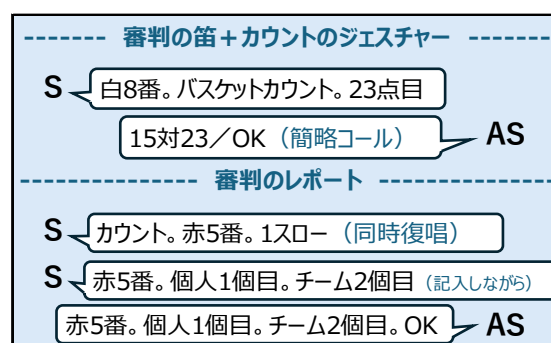 ------- 審判の笛＋カウントのジェスチャー -------
S 白8番。バスケットカウント。23点目
15対23／OK（簡略コール） AS
--------------- 審判のレポート ---------------
S カウント。赤5番。1スロー（同時復唱）
S 赤5番。個人1個目。チーム2個目（記入しながら）
赤5番。個人1個目。チーム2個目。OK AS